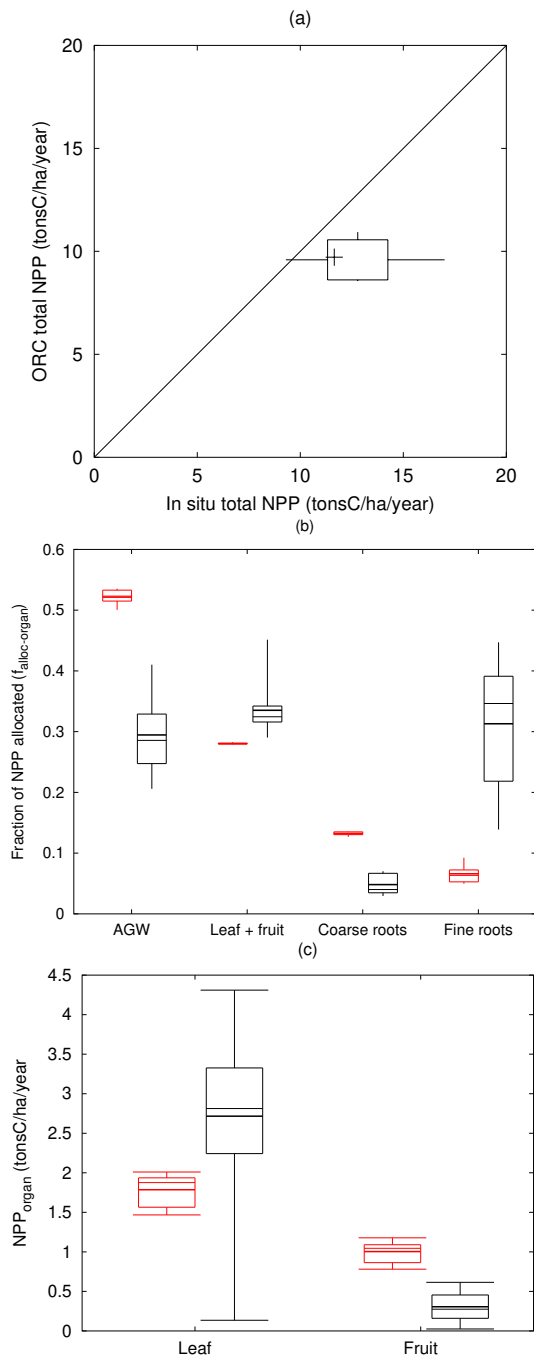 (a)
20
15
10
5
0
ORC total NPP (tonsC/ha/year)
0 5 10 15 20
In situ total NPP (tonsC/ha/year)
(b)
0.6
0.5
0.4
0.3
0.2
0.1
0
Fraction of NPP allocated (falloc-organ)
AGW Leaf + fruit Coarse roots Fine roots
(c)
4.5
4
3.5
3
2.5
2
1.5
1
0.5
0
NPPorgan (tonsC/ha/year
Leaf Fruit